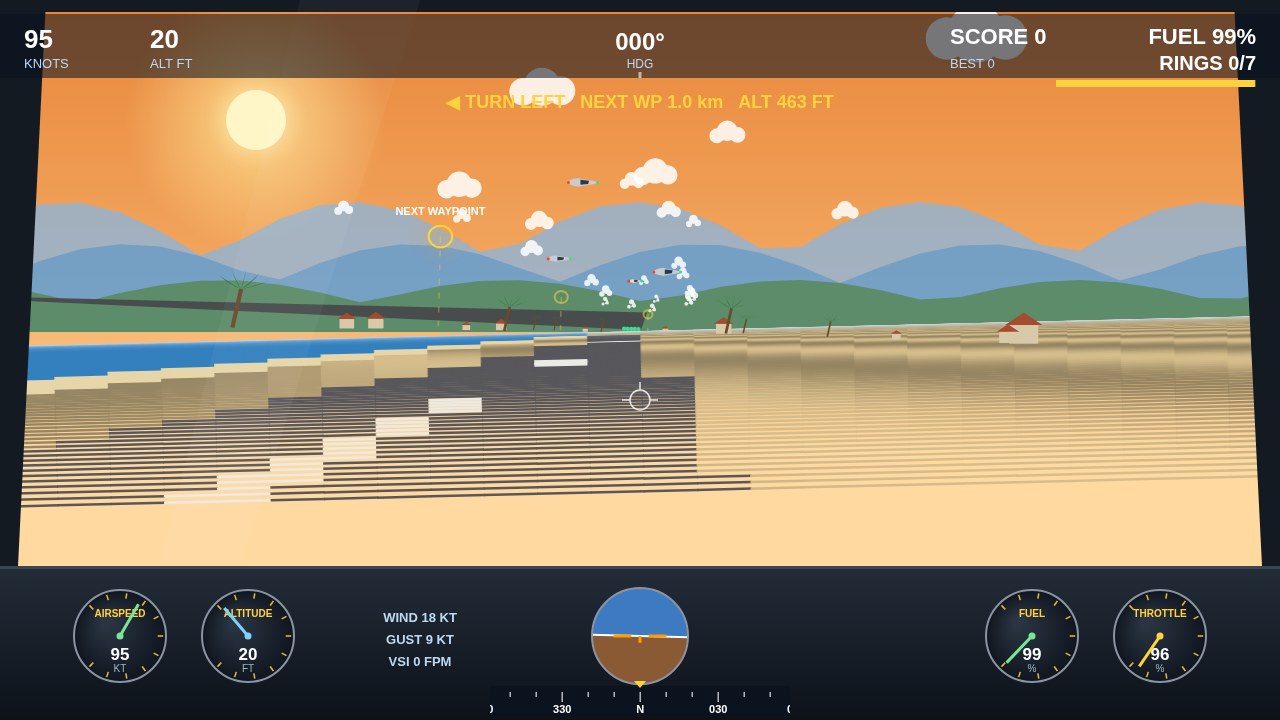 95
KNOTS
20
ALT FT
000°
HDG
SCORE 0
BEST 0
FUEL 99%
RINGS 0/7
◀ TURN LEFT NEXT WP 1.0 km ALT 463 FT
NEXT WAYPOINT
AIRSPEED
95
KT
ALTITUDE
20
FT
WIND 18 KT
GUST 9 KT
VSI 0 FPM
330
N
030
FUEL
99
%
THROTTLE
96
%